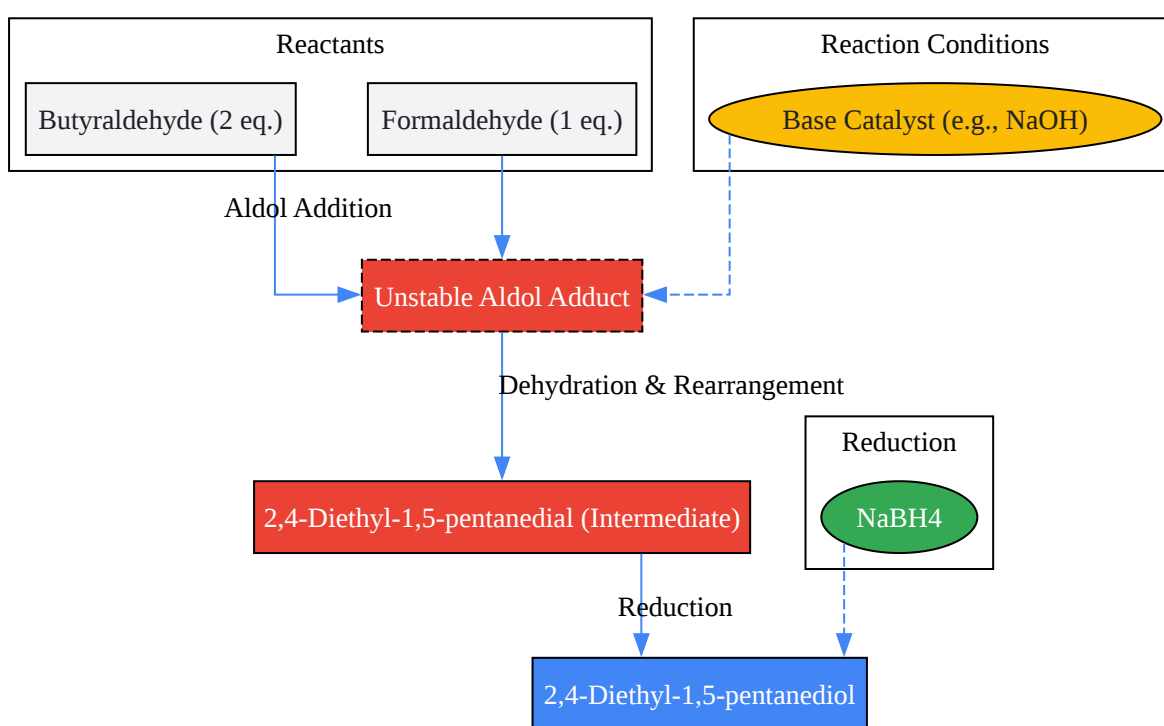 Reactants
Reaction Conditions
Butyraldehyde (2 eq.)
Formaldehyde (1 eq.)
Base Catalyst (e.g., NaOH)
Aldol Addition
Unstable Aldol Adduct
Dehydration & Rearrangement
Reduction
2,4-Diethyl-1,5-pentanedial (Intermediate)
NaBH4
Reduction
2,4-Diethyl-1,5-pentanediol